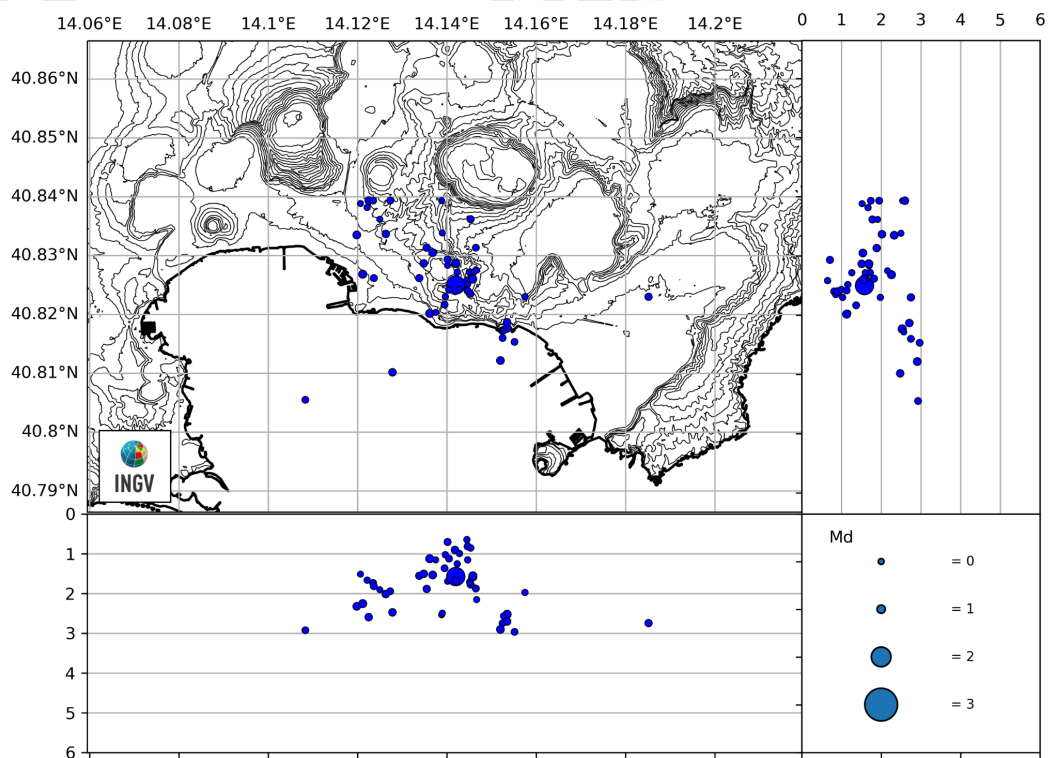 14.06°E 14.08°E 14.1°E 14.12°E 14.14°E 14.16°E 14.18°E 14.2°E 0 1 2 3 4 5 6
40.86°N
40.85°N
40.84°N
40.83°N
40.82°N
40.81°N
40.8°N
40.79°N
INGV
0
1
2
3
4
5
6
Md
= 0
= 1
= 2
= 3